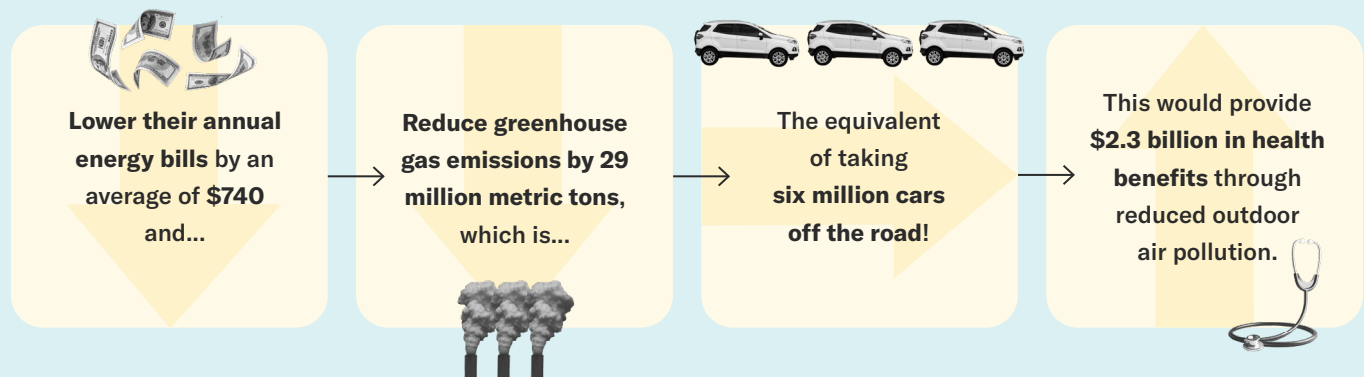 Lower their annual
energy bills by an
average of $740
and...
Reduce greenhouse
gas emissions by 29
million metric tons,
which is...
The equivalent
of taking
six million cars
off the road!
This would provide
$2.3 billion in health
benefits through
reduced outdoor
air pollution.